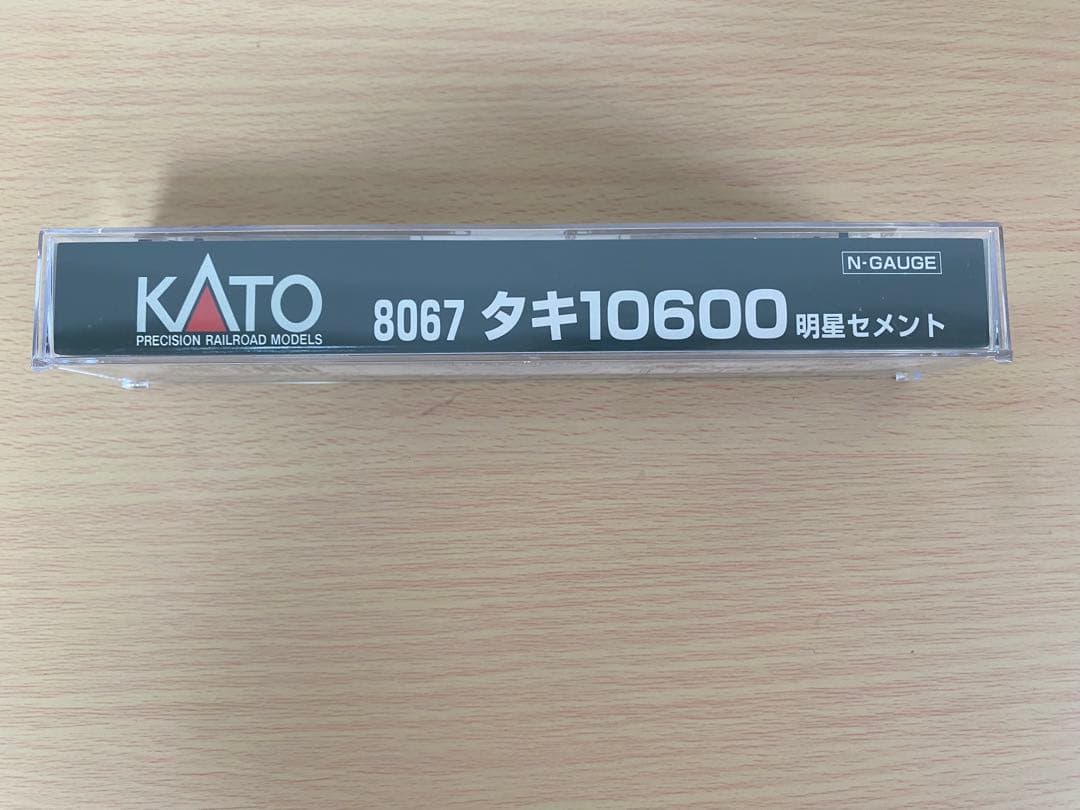 N-GAUGE
KATO
PRECISION RAILROAD MODELS
8067 タキ10600 明星セメント